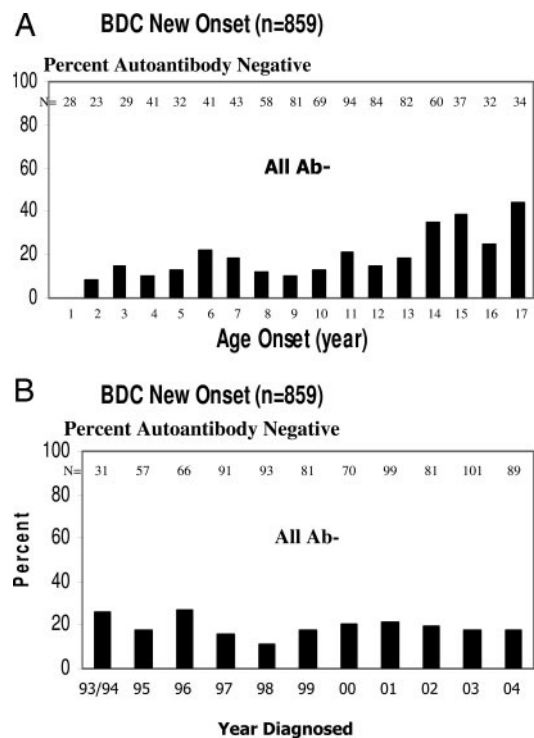 A
BDC New Onset (n=859)
Percent Autoantibody Negative
100
N= 28 23 29 41 32 41 43 58 81 69 94 84 82 60 37 32 34
80
All Ab-
60
40
20
0
1 2 3 4 5 6 7 8 9 10 11 12 13 14 15 16 17
Age Onset (year)
B
BDC New Onset (n=859)
Percent Autoantibody Negative
100
N= 31 57 66 91 93 81 70 99 81 101 89
80
All Ab-
60
Percent
40
20
0
93/94 95 96 97 98 99 00 01 02 03 04
Year Diagnosed